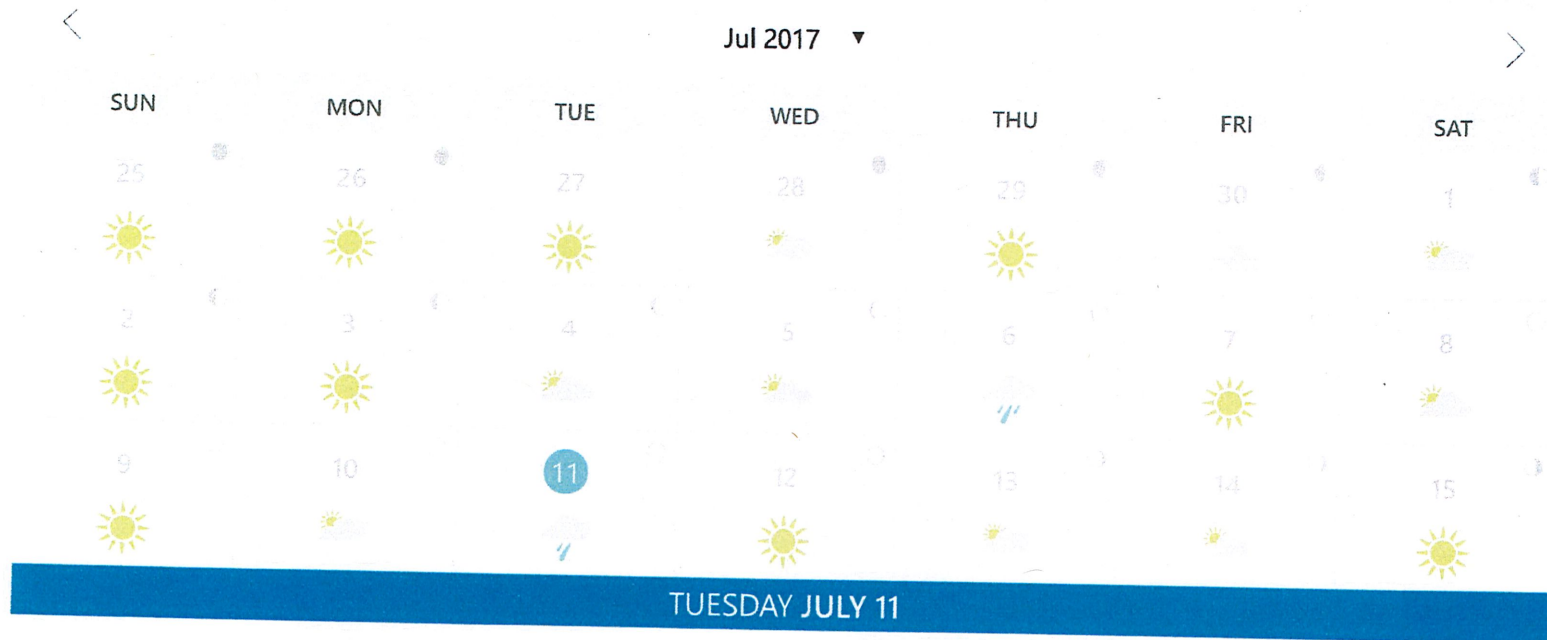 Jul 2017
SUN MON TUE WED THU FRI SAT
25 26 27 28 29 30 1
2 3 4 5 6 7 8
9 10 11 12 13 14 15
TUESDAY JULY 11